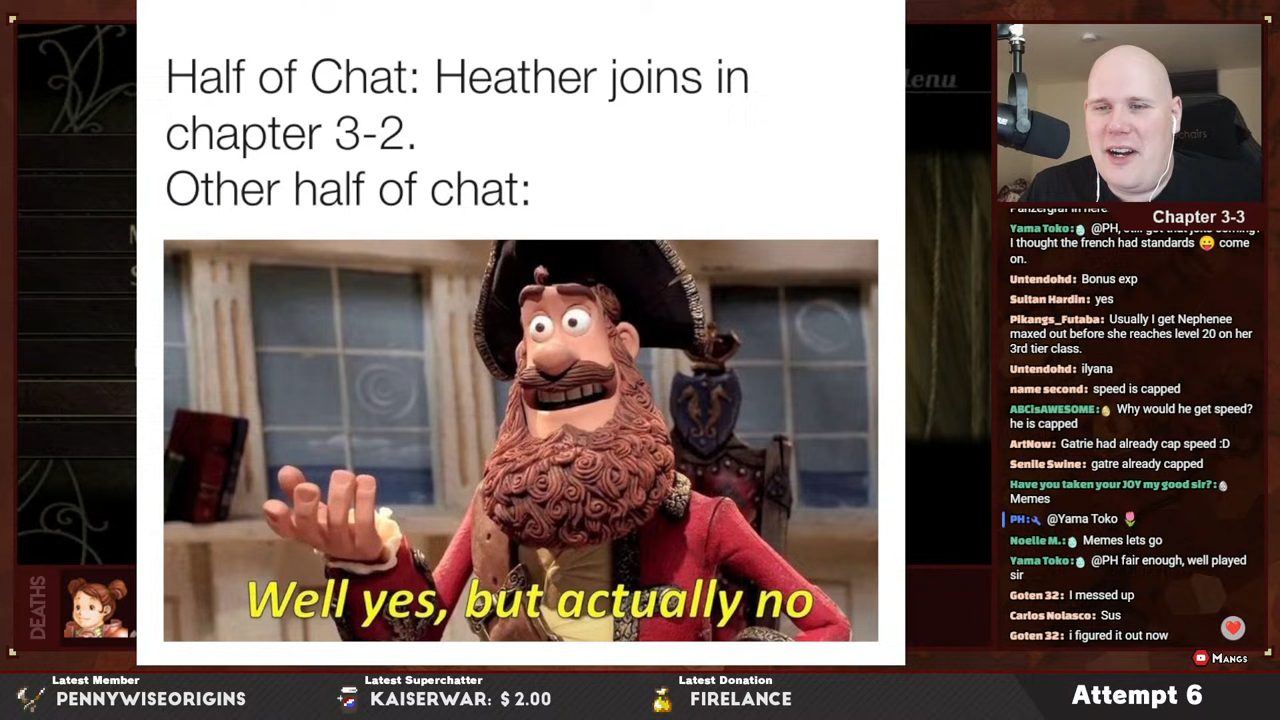 Half of Chat: Heather joins in
chapter 3-2.
Other half of chat:
Well yes, but actually no
enu
chairs
Chapter 3-3
Yama Toko: @PH,
I thought the french had standards 😛 come
on.
Untendohd: Bonus exp
Sultan Hardin: yes
Pikangs_Futaba: Usually I get Nephenee
maxed out before she reaches level 20 on her
3rd tier class.
Untendohd: ilyana
name second: speed is capped
ABCisAWESOME: Why would he get speed?
he is capped
ArtNow: Gatrie had already cap speed :D
Senile Swine: gatre already capped
Have you taken your JOY my good sir?:
Memes
PH: @Yama Toko 🌷
Noelle M.: Memes lets go
Yama Toko: @PH fair enough, well played
sir
Goten 32: I messed up
Carlos Nolasco: Sus
Goten 32: i figured it out now
DEATHS
MANGS
Latest Member
PENNYWISEORIGINS
Latest Superchatter
KAISERWAR: $ 2.00
Latest Donation
FIRELANCE
Attempt 6